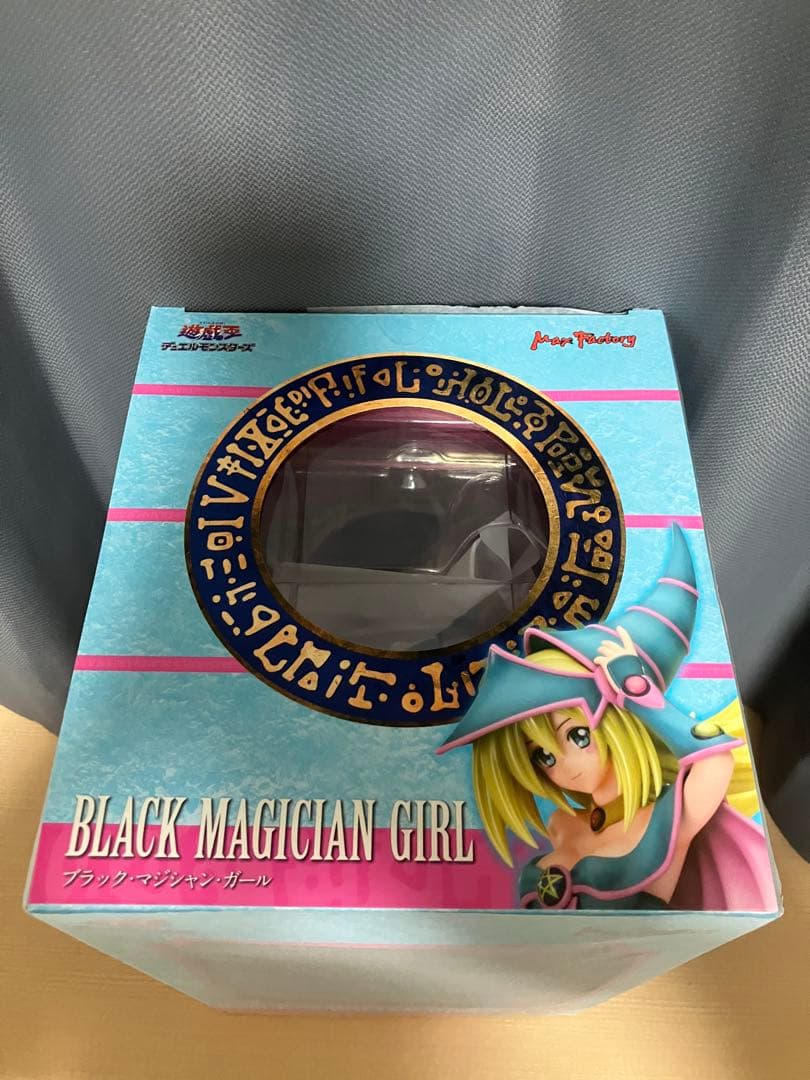 遊戯王
デュエルモンスターズ
Max Factory
BLACK MAGICIAN GIRL
ブラック・マジシャン・ガール